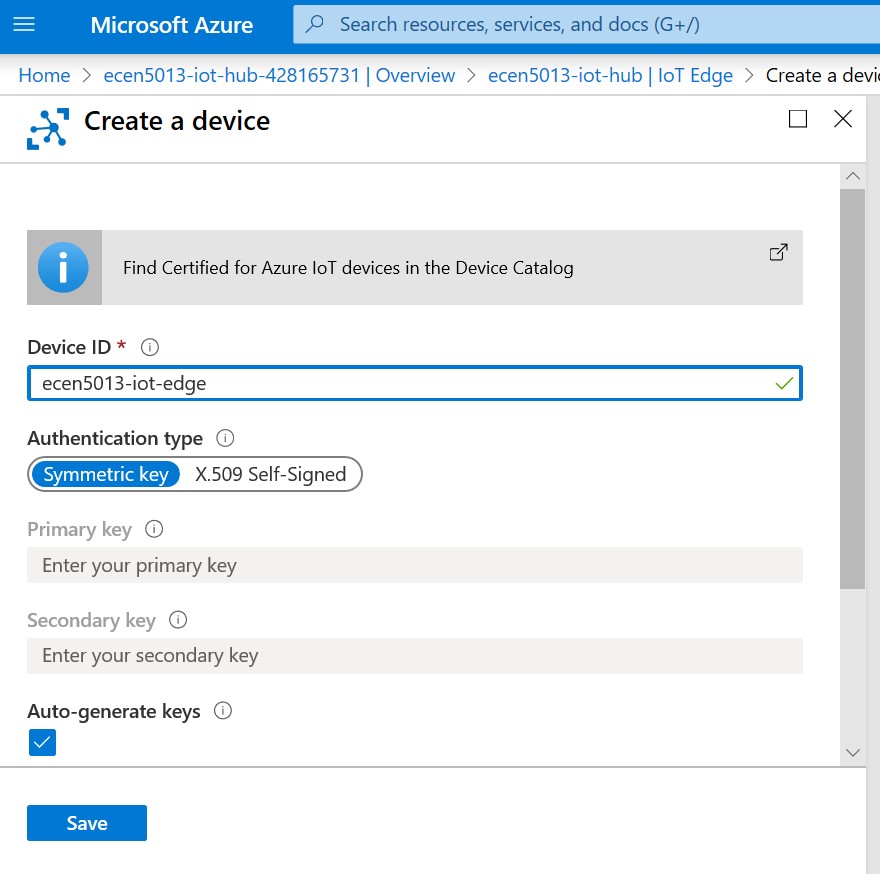 Microsoft Azure
Search resources, services, and docs (G+/)
Home > ecen5013-iot-hub-428165731 | Overview > ecen5013-iot-hub | IoT Edge > Create a devi
Create a device
Find Certified for Azure IoT devices in the Device Catalog
Device ID *
ecen5013-iot-edge
Authentication type
Symmetric key X.509 Self-Signed
Primary key
Enter your primary key
Secondary key
Enter your secondary key
Auto-generate keys
Save